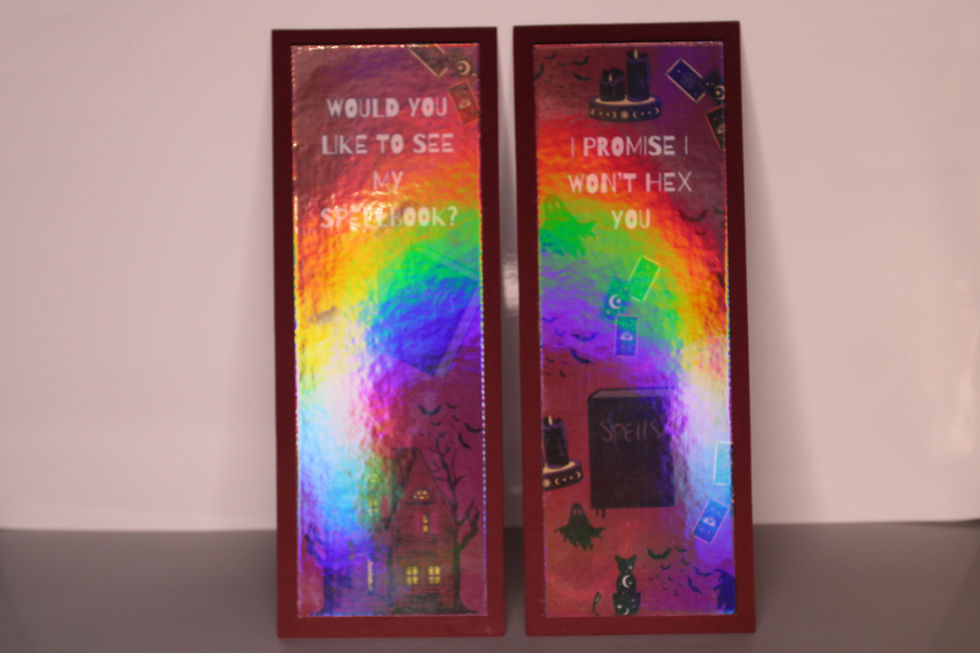 WOULD YOU
LIKE TO SEE
MY
SPELLBOOK?
I PROMISE I
WON'T HEX
YOU
Spells